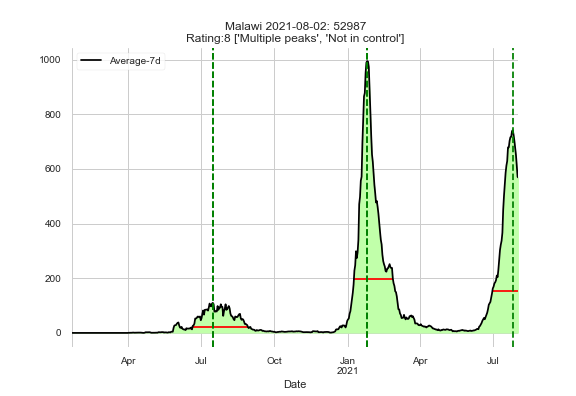 Malawi 2021-08-02: 52987
Rating:8 ['Multiple peaks', 'Not in control']
Average-7d
1000
800
600
400
200
0
Apr Jul Oct Jan Apr Jul
2021
Date